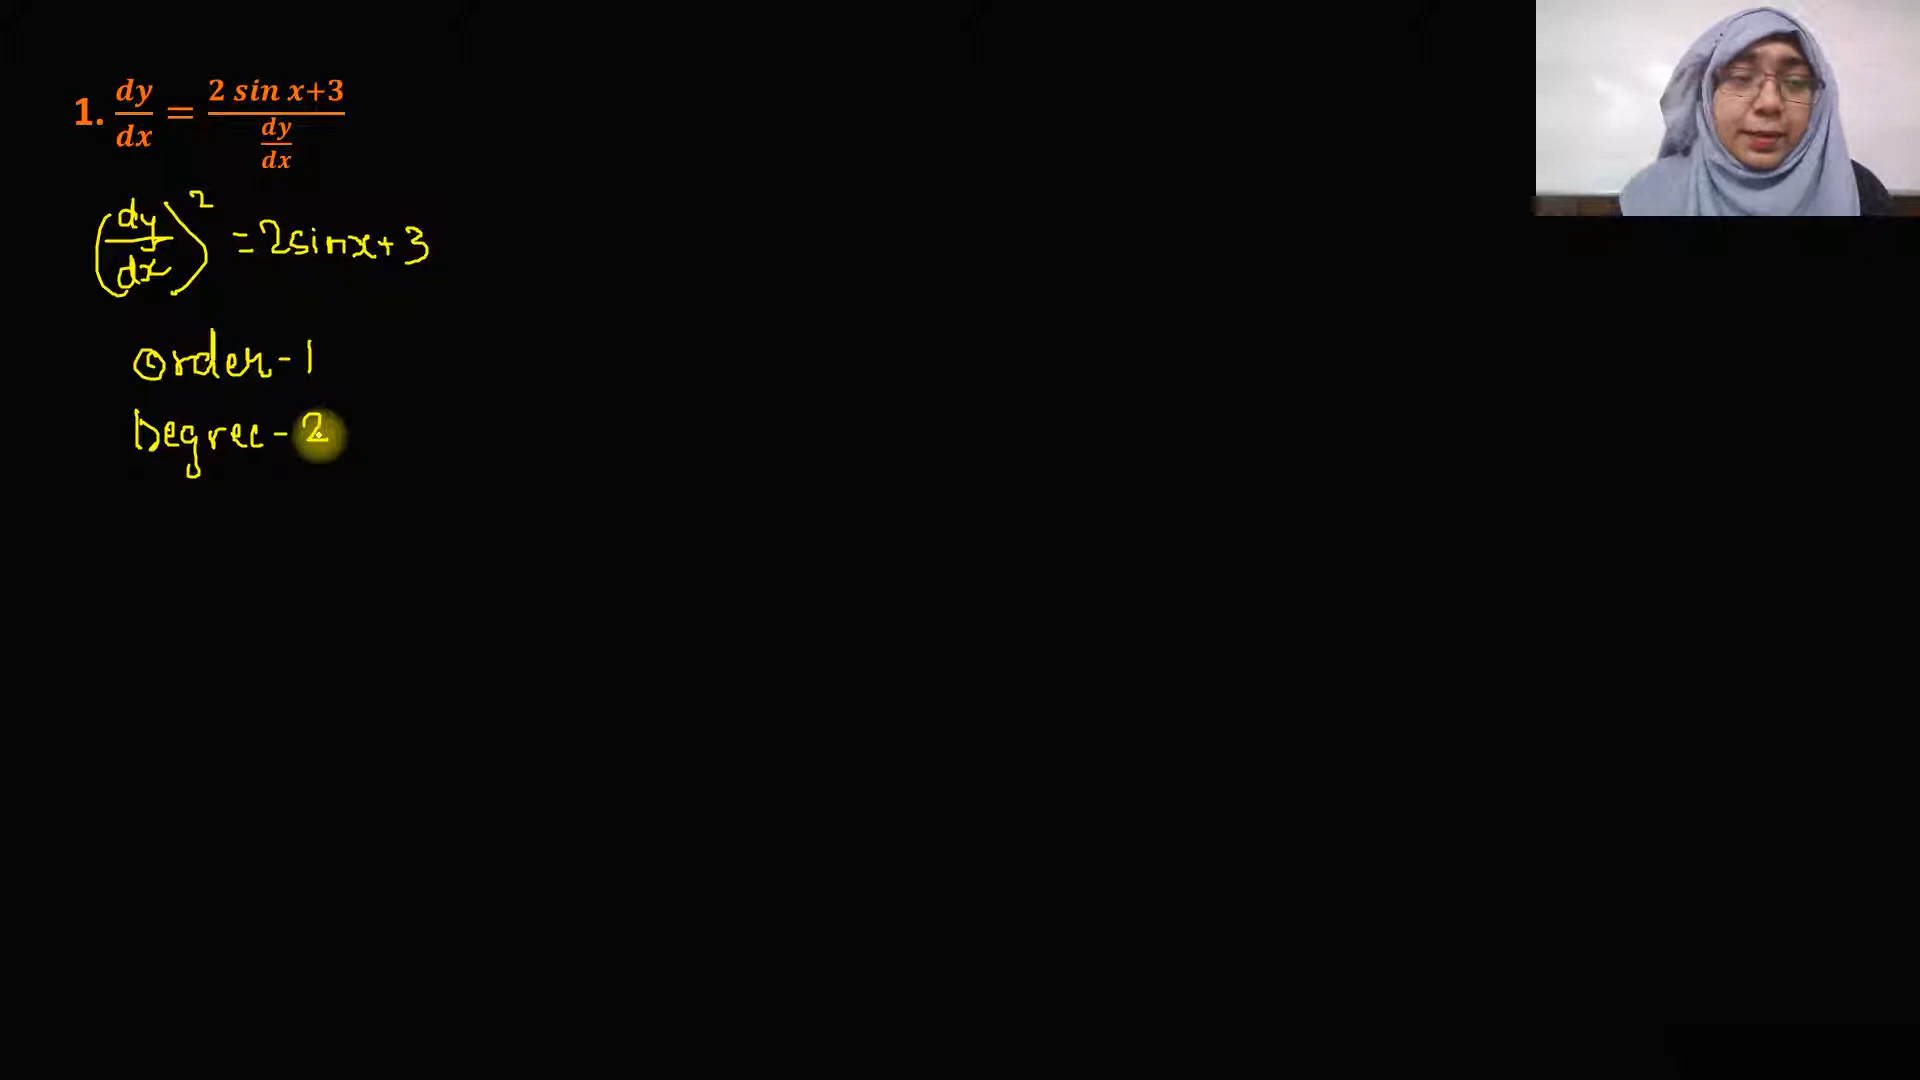 1. dy/dx = (2 sin x+3)/(dy/dx)
(dy/dx)² = 2sinx+3
Order-1
Degree-2